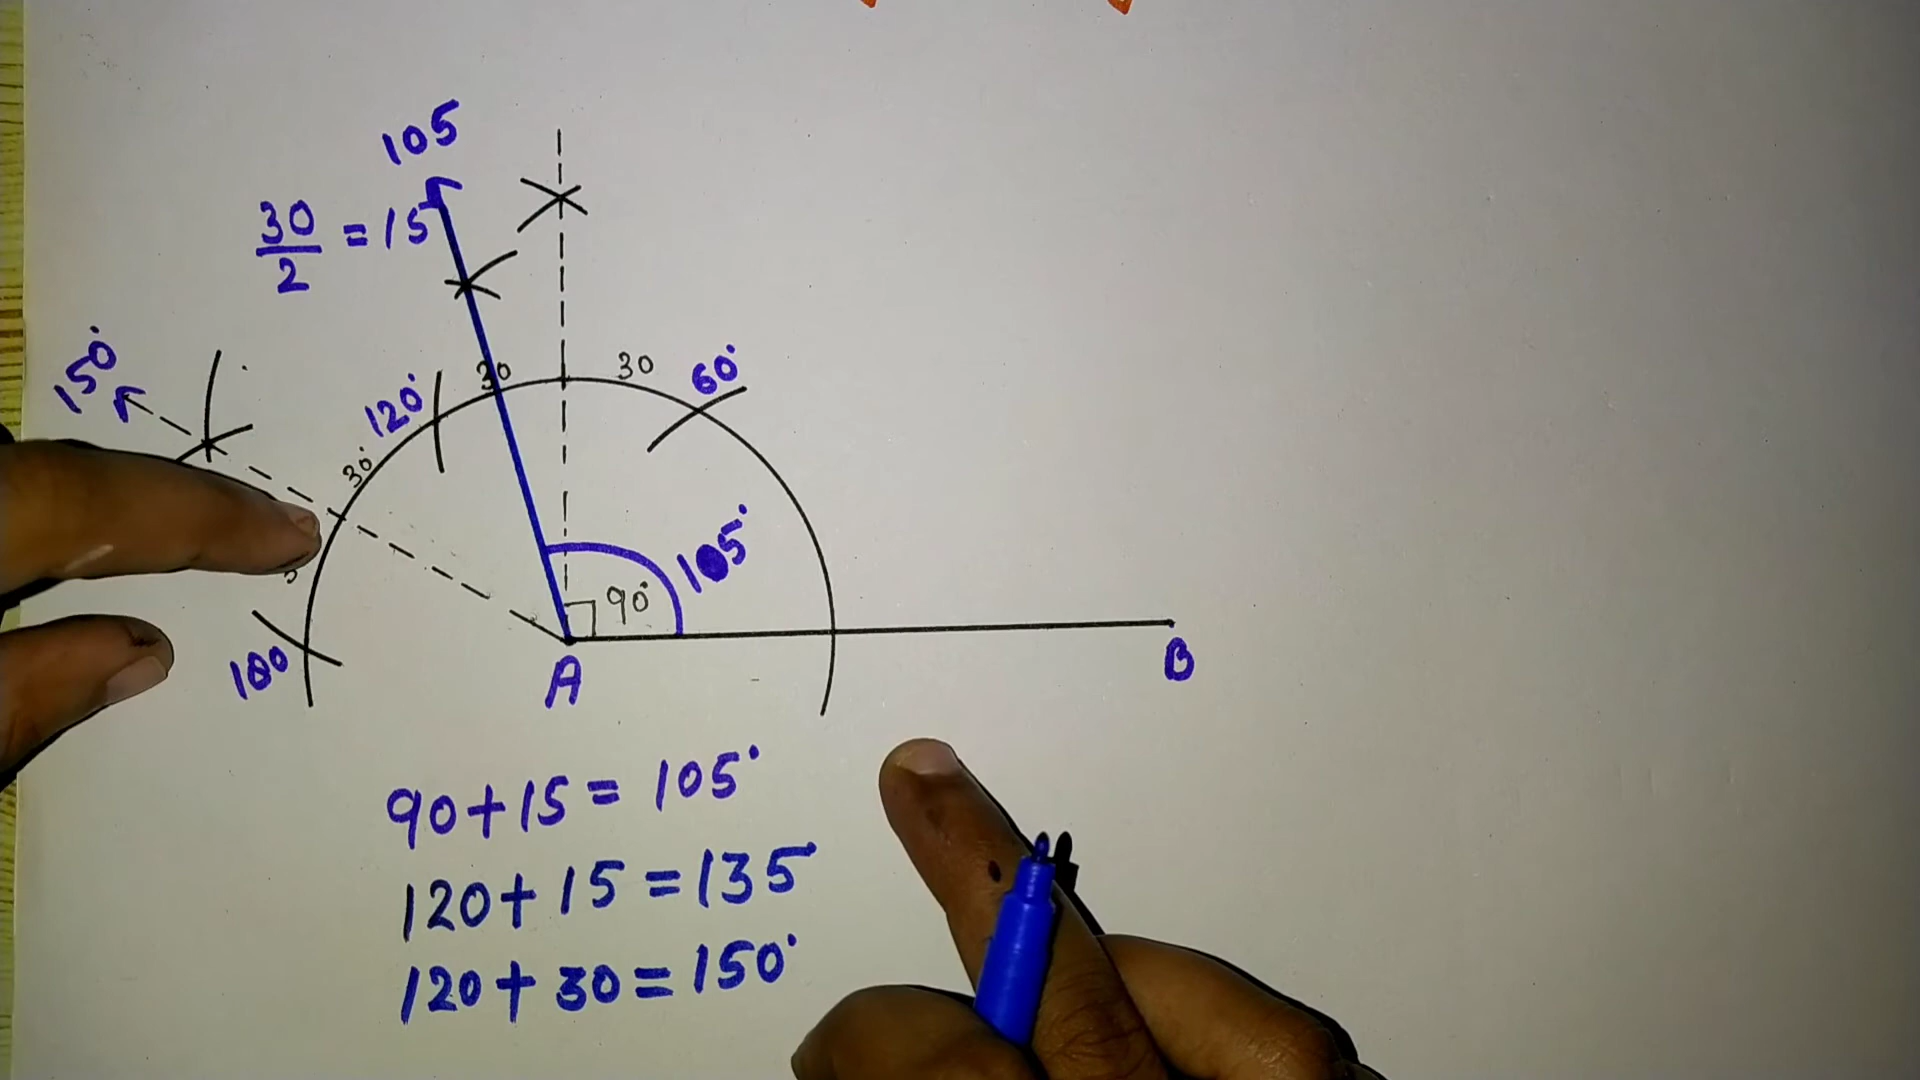 105
30/2 = 15
150°
120°
30
30
60°
30°
105°
90°
180
A
B
90+15 = 105°
120+ 15 =135°
120+ 30 = 150°